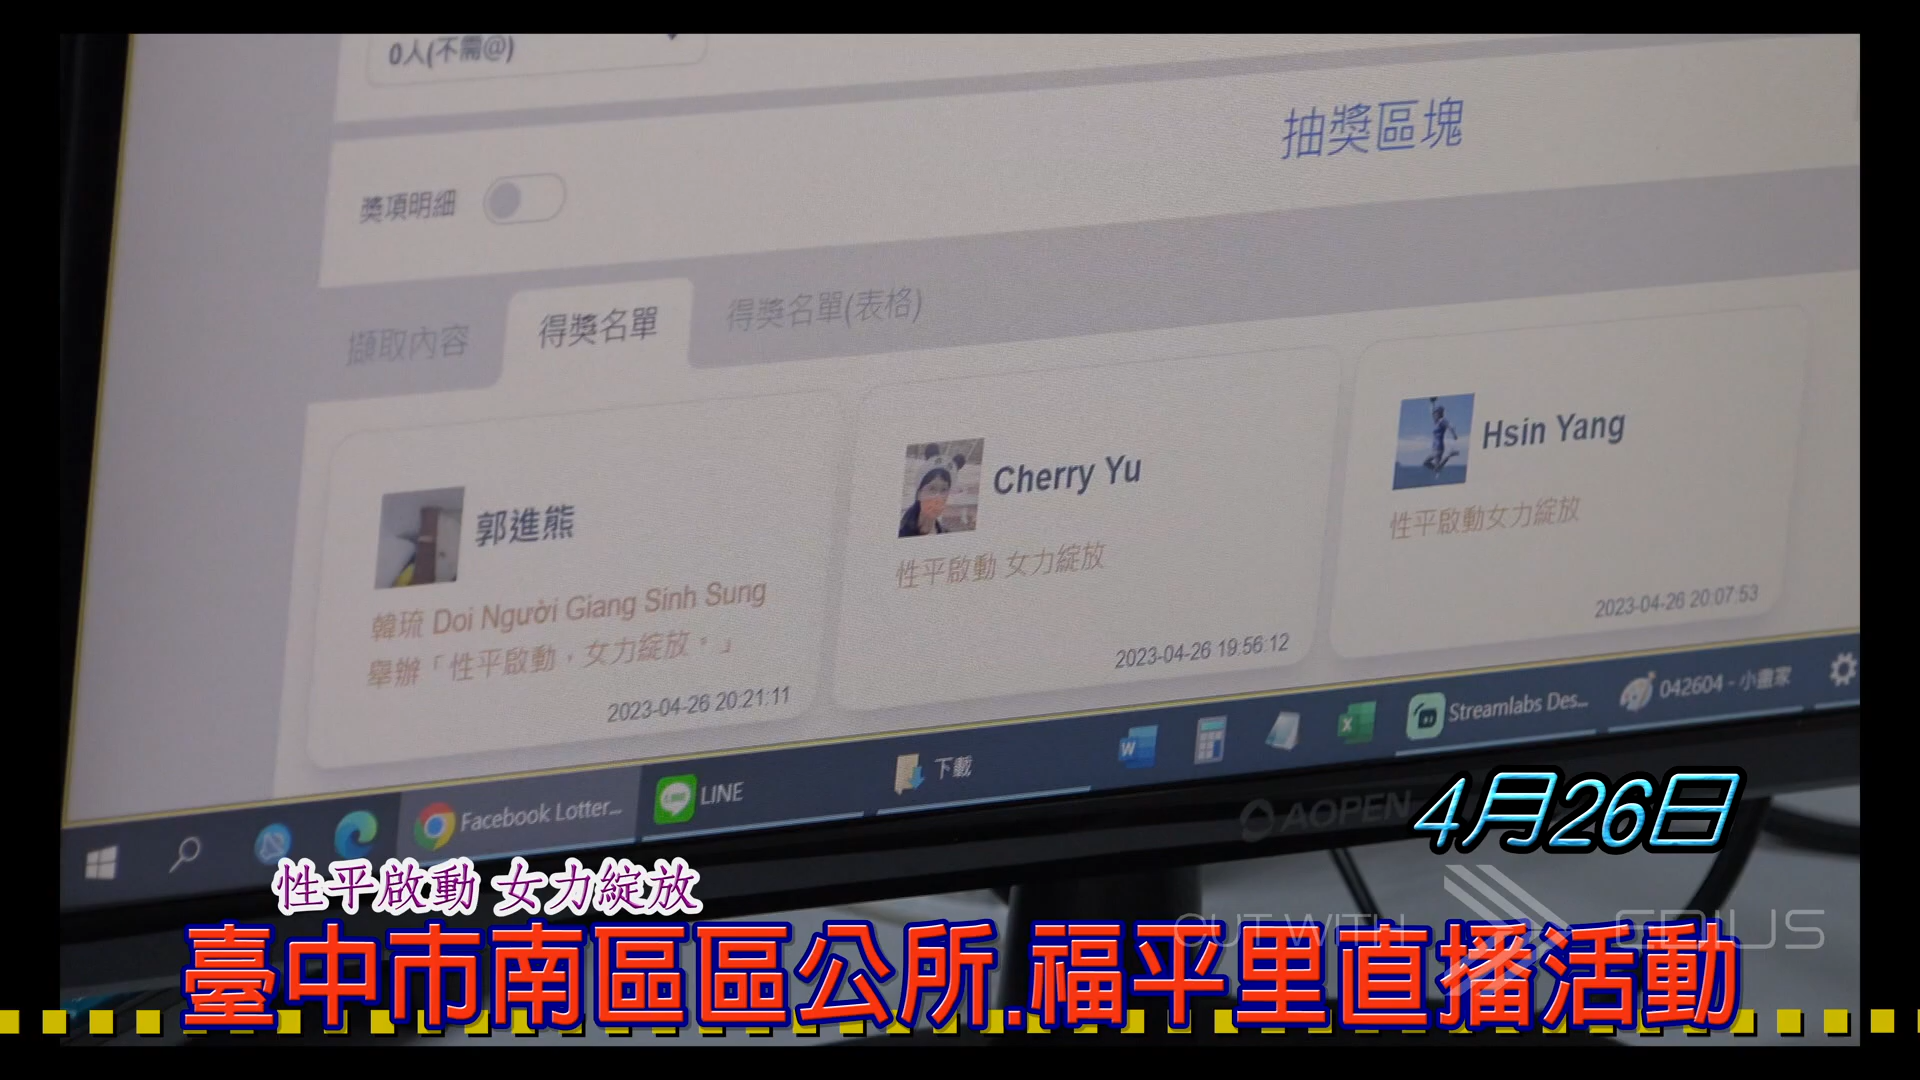 0人(不需@)
抽獎區塊
獎項明細
擷取內容
得獎名單
得獎名單(表格)
郭進熊
韓琉 Doi Người Giang Sinh Sung
舉辦「性平啟動，女力綻放。」
2023-04-26 20:21:11
Cherry Yu
性平啟動 女力綻放
2023-04-26 19:56:12
Hsin Yang
性平啟動女力綻放
2023-04-26 20:07:53
Facebook Lotter...
LINE
下載
Streamlabs Des...
042604 - 小畫家
AOPEN
4月26日
性平啟動 女力綻放
CUT WITH EDIUS
臺中市南區區公所.福平里直播活動